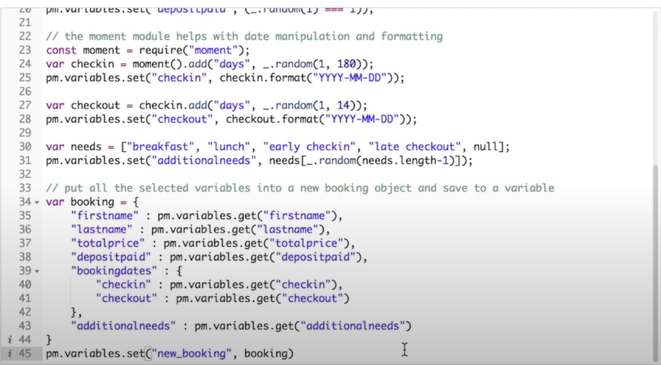 20 pm.variables.set("depositpaid", (_.random(1) === 1));
21
22 // the moment module helps with date manipulation and formatting
23 const moment = require("moment");
24 var checkin = moment().add("days", _.random(1, 180));
25 pm.variables.set("checkin", checkin.format("YYYY-MM-DD"));
26
27 var checkout = checkin.add("days", _.random(1, 14));
28 pm.variables.set("checkout", checkout.format("YYYY-MM-DD"));
29
30 var needs = ["breakfast", "lunch", "early checkin", "late checkout", null];
31 pm.variables.set("additionalneeds", needs[_.random(needs.length-1)]);
32
33 // put all the selected variables into a new booking object and save to a variable
34 var booking = {
35 "firstname" : pm.variables.get("firstname"),
36 "lastname" : pm.variables.get("lastname"),
37 "totalprice" : pm.variables.get("totalprice"),
38 "depositpaid" : pm.variables.get("depositpaid"),
39 "bookingdates" : {
40 "checkin" : pm.variables.get("checkin"),
41 "checkout" : pm.variables.get("checkout")
42 },
43 "additionalneeds" : pm.variables.get("additionalneeds")
i 44 }
i 45 pm.variables.set("new_booking", booking)